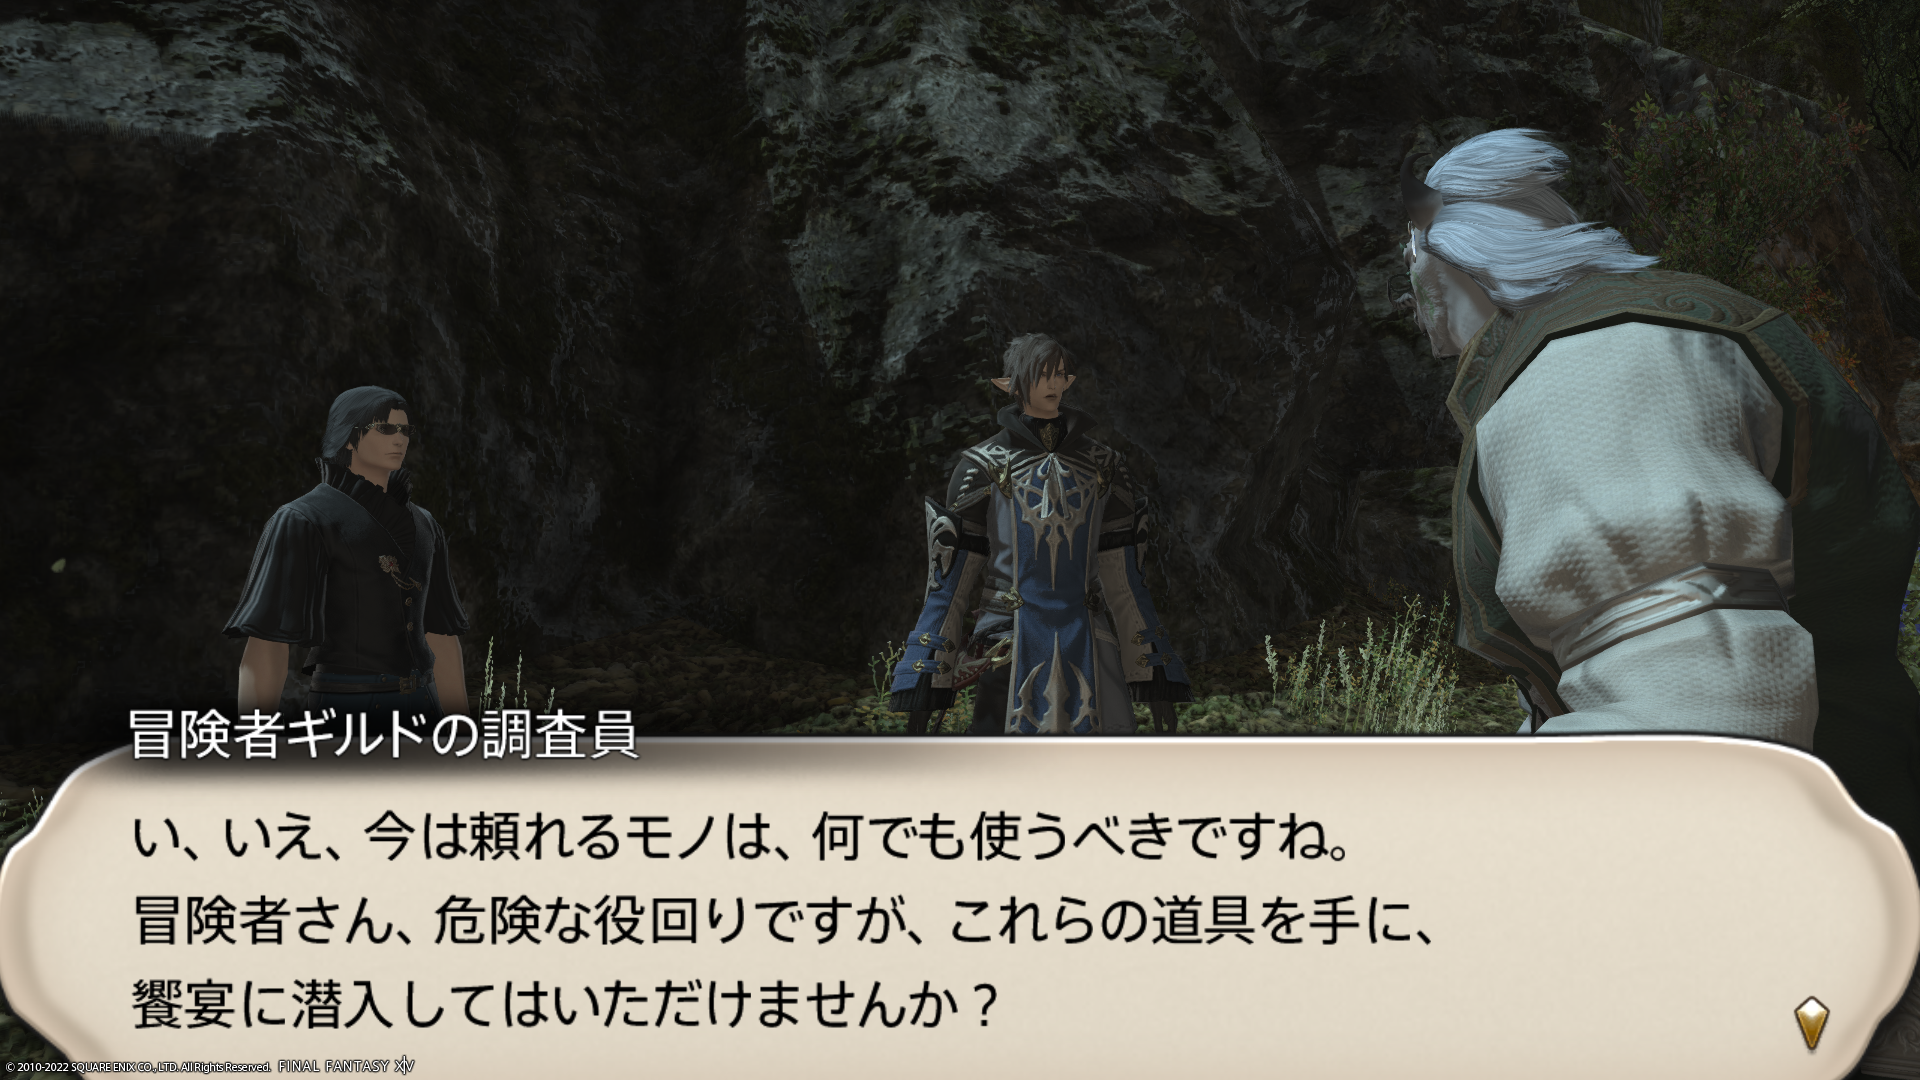 冒険者ギルドの調査員
い、いえ、今は頼れるモノは、何でも使うべきですね。
冒険者さん、危険な役回りですが、これらの道具を手に、
饗宴に潜入してはいただけませんか？
© 2010-2022 SQUARE ENIX CO., LTD. All Rights Reserved. FINAL FANTASY XIV